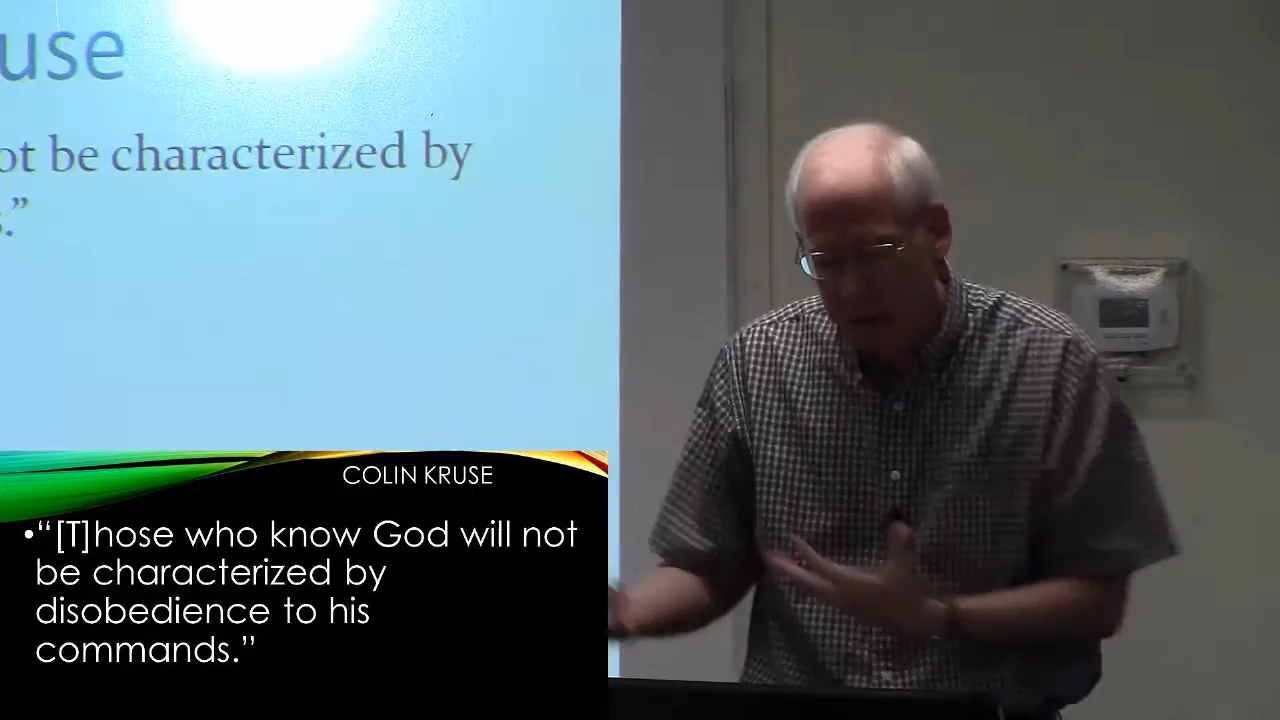 use
ot be characterized by
.”
COLIN KRUSE
•“[T]hose who know God will not
be characterized by
disobedience to his
commands.”